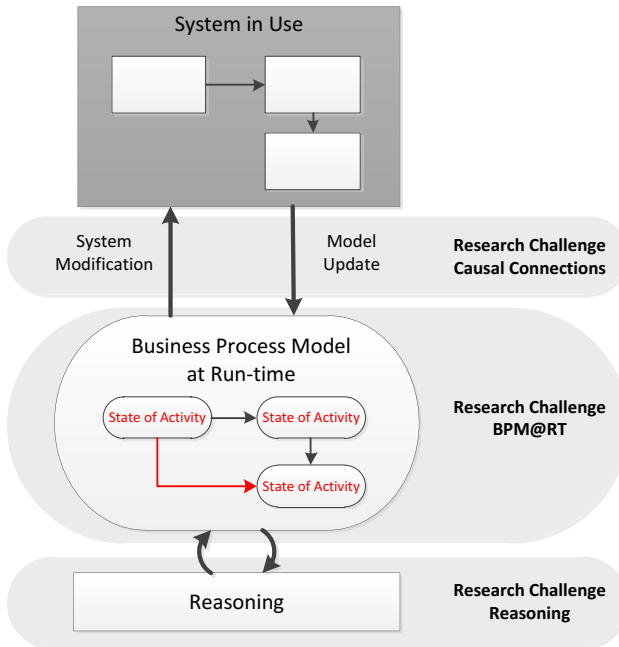 System in Use
System
Modification
Model
Update
Research Challenge
Causal Connections
Business Process Model
at Run-time
State of Activity
State of Activity
State of Activity
Research Challenge
BPM@RT
Reasoning
Research Challenge
Reasoning